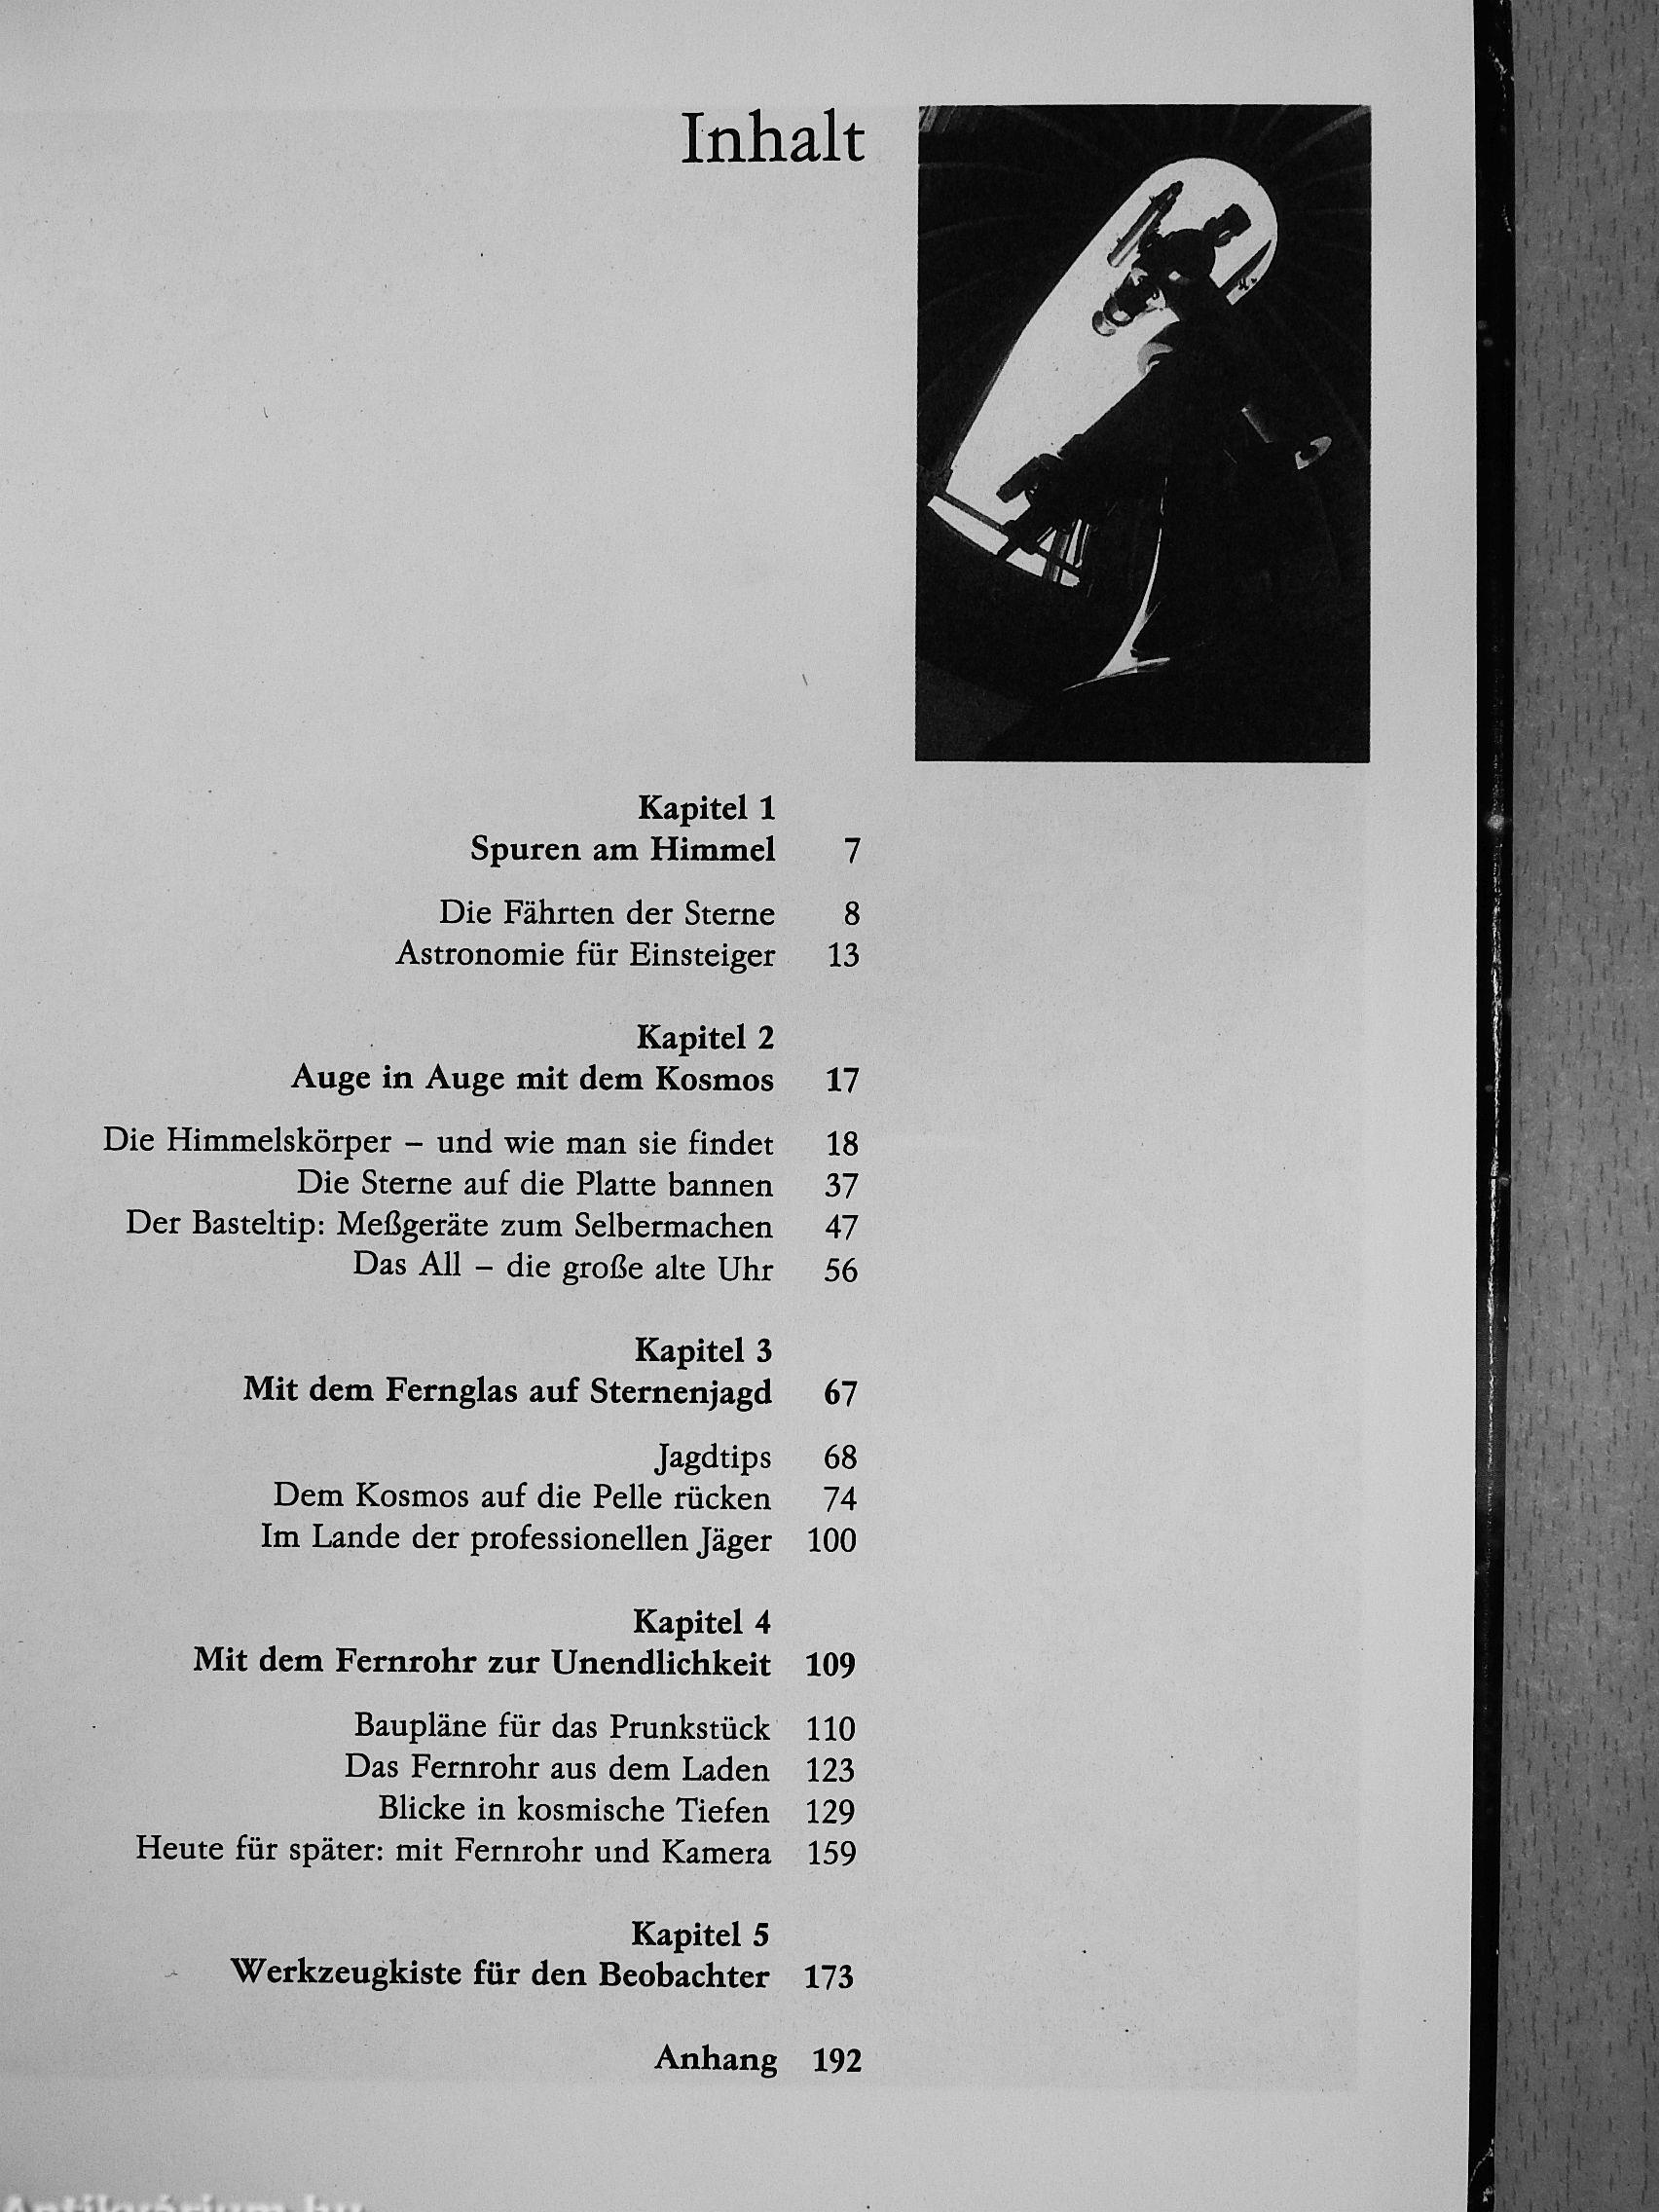 Inhalt
Kapitel 1
Spuren am Himmel 7
Die Fährten der Sterne 8
Astronomie für Einsteiger 13
Kapitel 2
Auge in Auge mit dem Kosmos 17
Die Himmelskörper – und wie man sie findet 18
Die Sterne auf die Platte bannen 37
Der Basteltip: Meßgeräte zum Selbermachen 47
Das All – die große alte Uhr 56
Kapitel 3
Mit dem Fernglas auf Sternenjagd 67
Jagdtips 68
Dem Kosmos auf die Pelle rücken 74
Im Lande der professionellen Jäger 100
Kapitel 4
Mit dem Fernrohr zur Unendlichkeit 109
Baupläne für das Prunkstück 110
Das Fernrohr aus dem Laden 123
Blicke in kosmische Tiefen 129
Heute für später: mit Fernrohr und Kamera 159
Kapitel 5
Werkzeugkiste für den Beobachter 173
Anhang 192